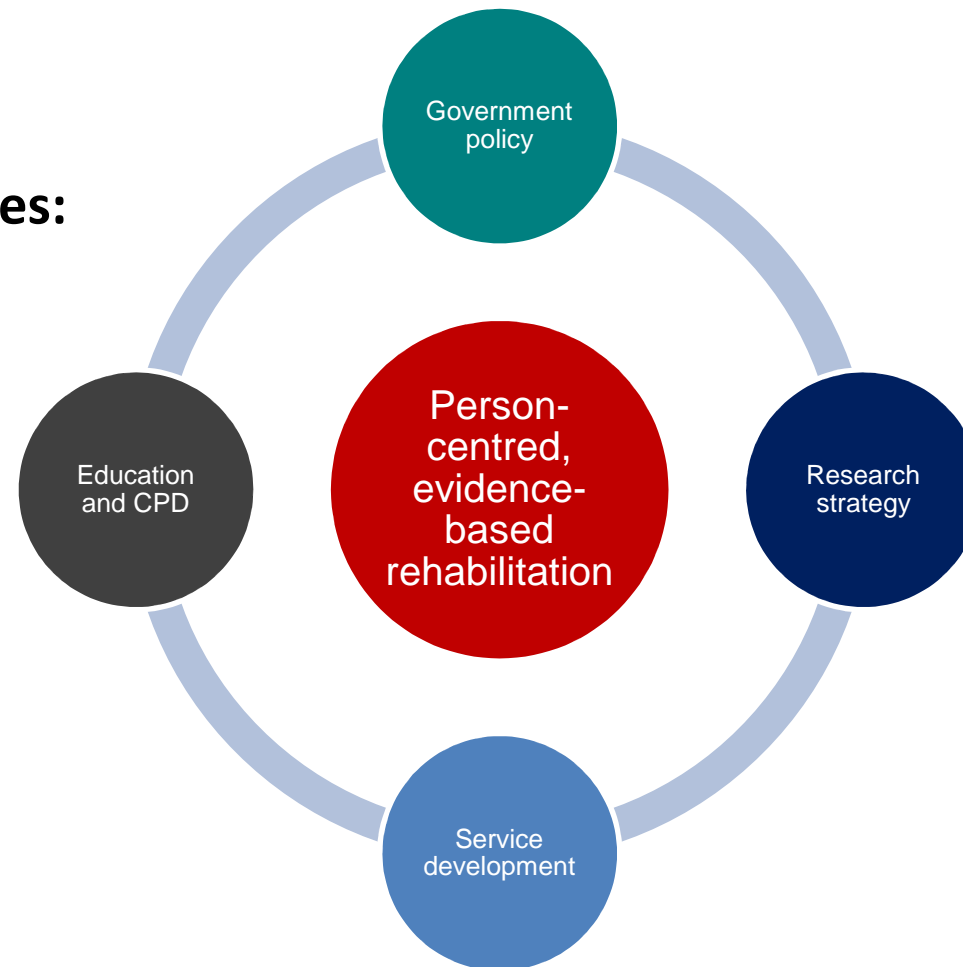 Government
policy
es:
Person-
centred,
evidence-
based
rehabilitation
Education
and CPD
Research
strategy
Service
development